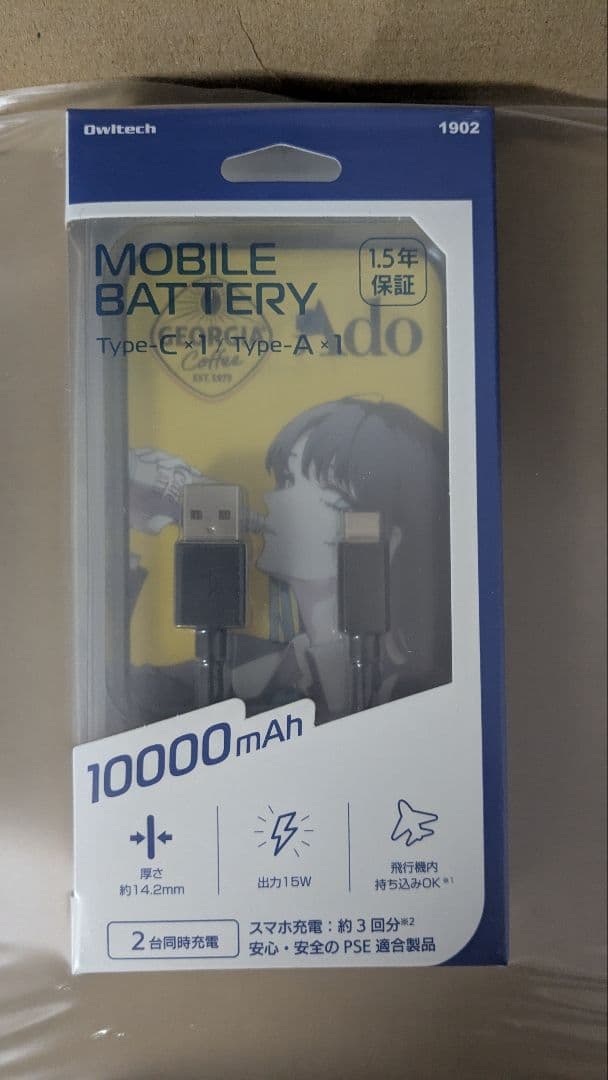 Owltech
1902
MOBILE
BATTERY
1.5年
保証
Type-C×1 / Type-A×1
GEORGIA
Coffee
EST. 1975
Ado
10000mAh
厚さ
約14.2mm
出力15W
飛行機内
持ち込みOK※1
2台同時充電
スマホ充電:約3回分※2
安心・安全のPSE適合製品